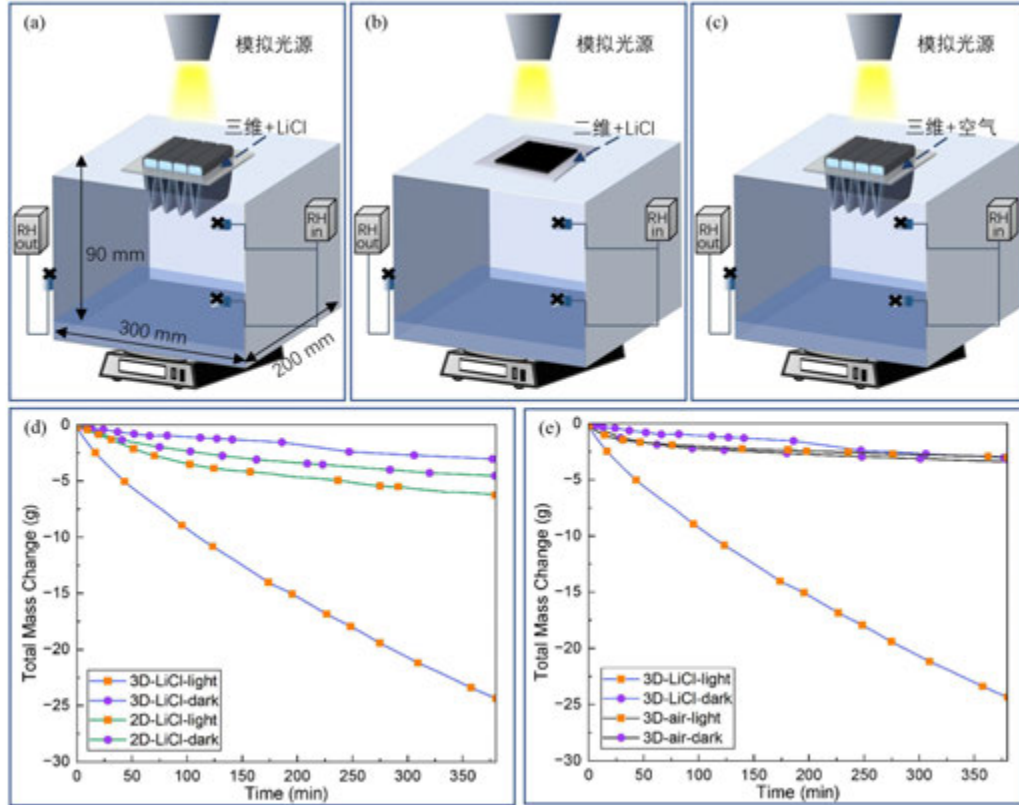 (a)
模拟光源
三维+LiCl
RH
out
RH
in
90 mm
300 mm
200 mm
(b)
模拟光源
二维+LiCl
RH
out
RH
in
(c)
模拟光源
三维+空气
RH
out
RH
in
(d)
0
−5
−10
−15
−20
−25
−30
Total Mass Change (g)
3D-LiCl-light
3D-LiCl-dark
2D-LiCl-light
2D-LiCl-dark
0 50 100 150 200 250 300 350
Time (min)
(e)
0
−5
−10
−15
−20
−25
−30
Total Mass Change (g)
3D-LiCl-light
3D-LiCl-dark
3D-air-light
3D-air-dark
0 50 100 150 200 250 300 350
Time (min)